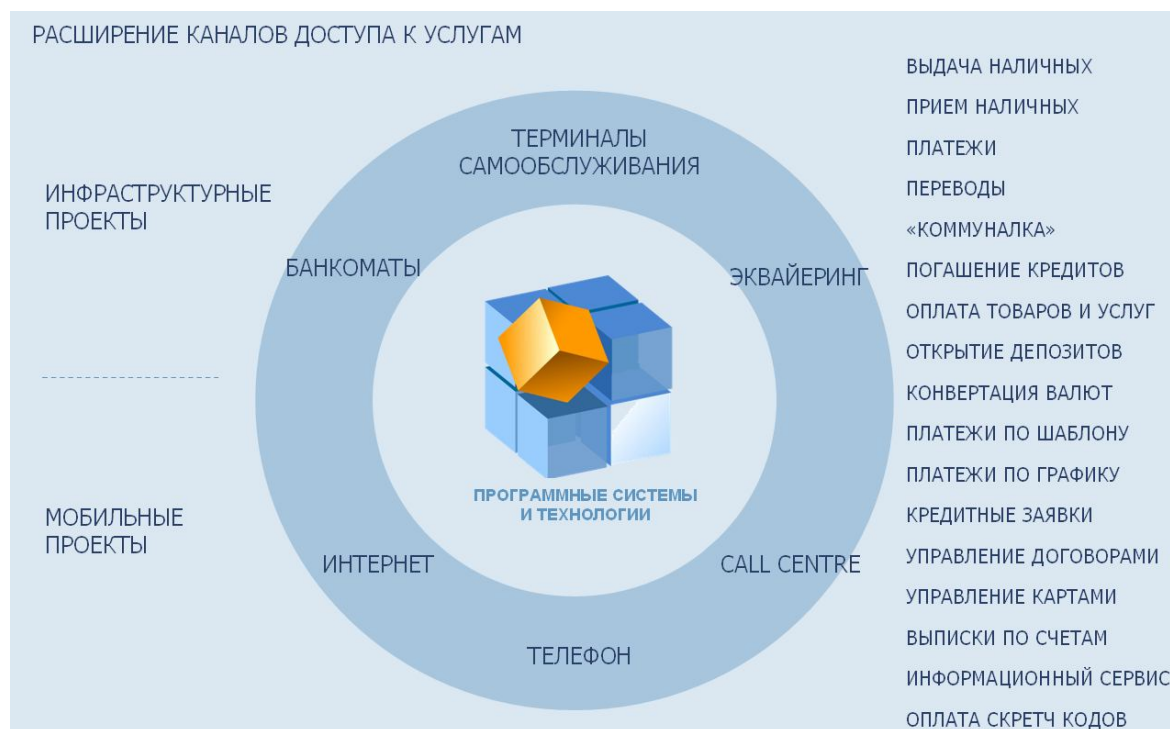 РАСШИРЕНИЕ КАНАЛОВ ДОСТУПА К УСЛУГАМ
ИНФРАСТРУКТУРНЫЕ
ПРОЕКТЫ
МОБИЛЬНЫЕ
ПРОЕКТЫ
ТЕРМИНАЛЫ
САМООБСЛУЖИВАНИЯ
БАНКОМАТЫ
ЭКВАЙЕРИНГ
ПРОГРАММНЫЕ СИСТЕМЫ
И ТЕХНОЛОГИИ
ИНТЕРНЕТ
CALL CENTRE
ТЕЛЕФОН
ВЫДАЧА НАЛИЧНЫХ
ПРИЕМ НАЛИЧНЫХ
ПЛАТЕЖИ
ПЕРЕВОДЫ
«КОММУНАЛКА»
ПОГАШЕНИЕ КРЕДИТОВ
ОПЛАТА ТОВАРОВ И УСЛУГ
ОТКРЫТИЕ ДЕПОЗИТОВ
КОНВЕРТАЦИЯ ВАЛЮТ
ПЛАТЕЖИ ПО ШАБЛОНУ
ПЛАТЕЖИ ПО ГРАФИКУ
КРЕДИТНЫЕ ЗАЯВКИ
УПРАВЛЕНИЕ ДОГОВОРАМИ
УПРАВЛЕНИЕ КАРТАМИ
ВЫПИСКИ ПО СЧЕТАМ
ИНФОРМАЦИОННЫЙ СЕРВИС
ОПЛАТА СКРЕТЧ КОДОВ